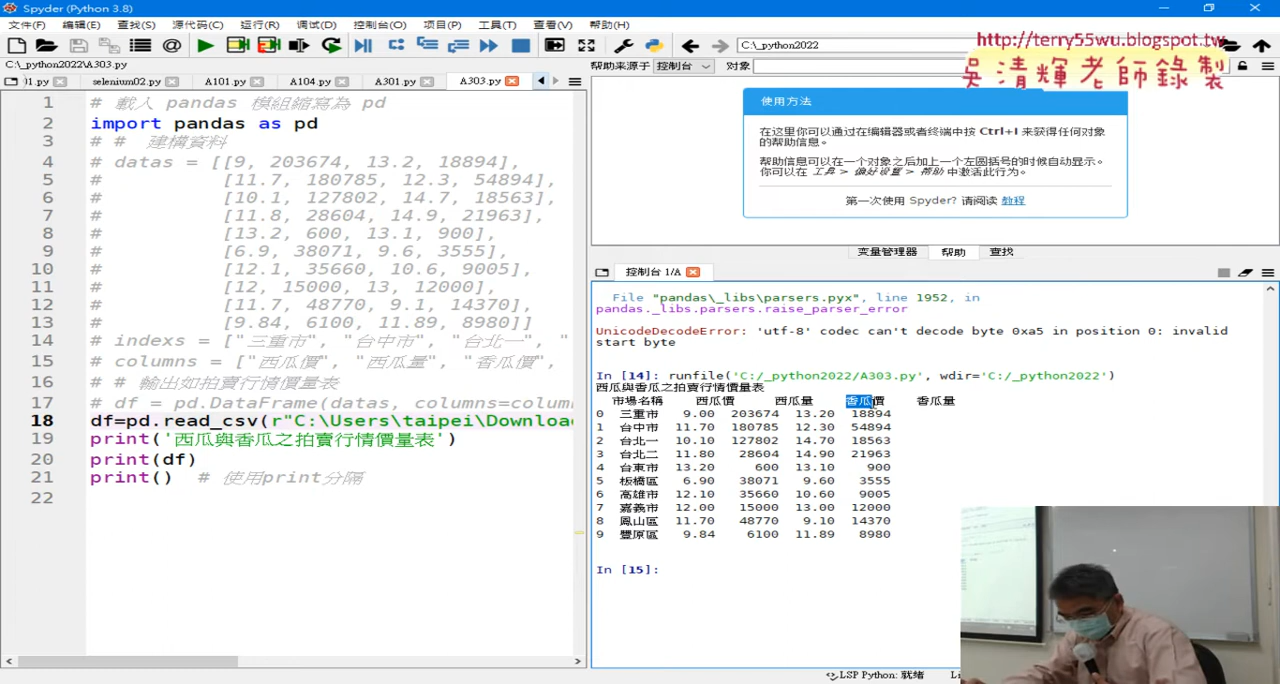 Spyder (Python 3.8)
文件(F) 编辑(E) 查找(S) 源代码(C) 运行(R) 调试(D) 控制台(O) 项目(P) 工具(T) 查看(V) 帮助(H)
C:\_python2022
http://terry55wu.blogspot.tw
吳清輝老師錄製
C:\_python2022\A303.py
01.py selenium02.py A101.py A104.py A301.py A303.py
帮助来源于 控制台 对象
1 # 載入 pandas 模組縮寫為 pd
2 import pandas as pd
3 # # 建構資料
4 # datas = [[9, 203674, 13.2, 18894],
5 # [11.7, 180785, 12.3, 54894],
6 # [10.1, 127802, 14.7, 18563],
7 # [11.8, 28604, 14.9, 21963],
8 # [13.2, 600, 13.1, 900],
9 # [6.9, 38071, 9.6, 3555],
10 # [12.1, 35660, 10.6, 9005],
11 # [12, 15000, 13, 12000],
12 # [11.7, 48770, 9.1, 14370],
13 # [9.84, 6100, 11.89, 8980]]
14 # indexs = ["三重市", "台中市", "台北一", "
15 # columns = ["西瓜價", "西瓜量", "香瓜價",
16 # # 輸出如拍賣行情價量表
17 # df = pd.DataFrame(datas, columns=colum
18 df=pd.read_csv(r"C:\Users\taipei\Downloa
19 print('西瓜與香瓜之拍賣行情價量表')
20 print(df)
21 print() # 使用print分隔
22
使用方法
在这里你可以通过在编辑器或者终端中按 Ctrl+I 来获得任何对象
的帮助信息。
帮助信息可以在一个对象之后加上一个左圆括号的时候自动显示。
你可以在 工具 > 偏好设置 > 帮助 中激活此行为。
第一次使用 Spyder? 请阅读 教程
变量管理器 帮助 查找
控制台 1/A
File "pandas\_libs\parsers.pyx", line 1952, in
pandas._libs.parsers.raise_parser_error
UnicodeDecodeError: 'utf-8' codec can't decode byte 0xa5 in position 0: invalid
start byte
In [14]: runfile('C:/_python2022/A303.py', wdir='C:/_python2022')
西瓜與香瓜之拍賣行情價量表
市場名稱 西瓜價 西瓜量 香瓜價 香瓜量
0 三重市 9.00 203674 13.20 18894
1 台中市 11.70 180785 12.30 54894
2 台北一 10.10 127802 14.70 18563
3 台北二 11.80 28604 14.90 21963
4 台東市 13.20 600 13.10 900
5 板橋區 6.90 38071 9.60 3555
6 高雄市 12.10 35660 10.60 9005
7 嘉義市 12.00 15000 13.00 12000
8 鳳山區 11.70 48770 9.10 14370
9 豐原區 9.84 6100 11.89 8980
In [15]:
LSP Python: 就绪 Li